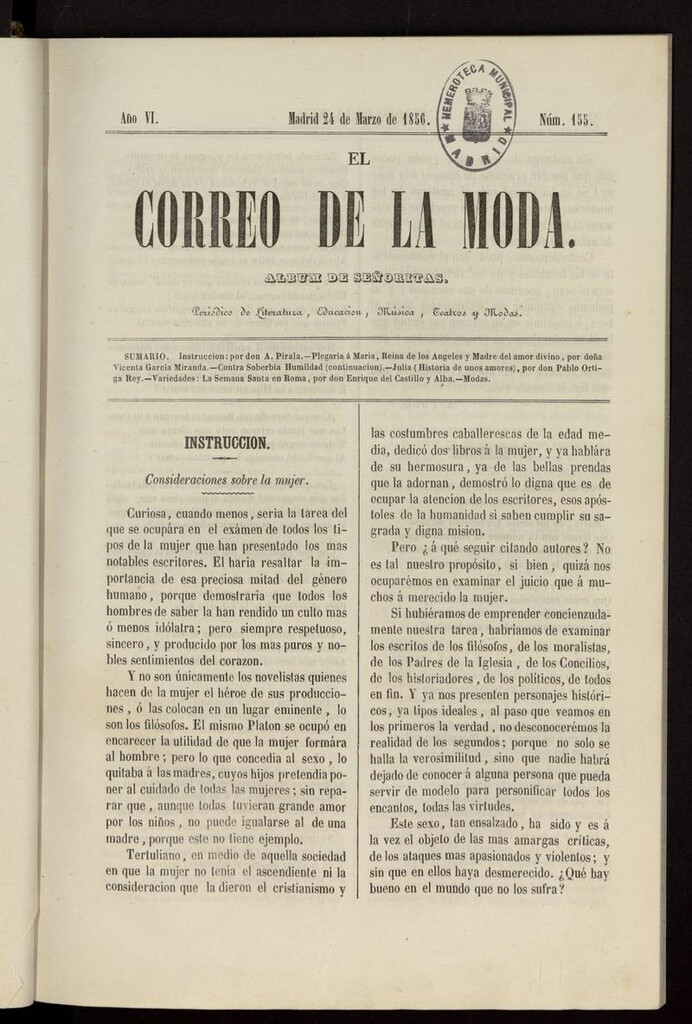 Año VI.
Madrid 24 de Marzo de 1856.
Núm. 155.
HEMEROTECA MUNICIPAL
MADRID
EL
CORREO DE LA MODA.
ALBUM DE SEÑORITAS.
Periódico de Literatura, Educacion, Música, Teatros y Modas.
SUMARIO. Instruccion: por don A. Pirala.—Plegaria á Maria, Reina de los Angeles y Madre del amor divino, por doña
Vicenta García Miranda.—Contra Soberbia Humildad (continuacion).—Julia (Historia de unos amores), por don Pablo Orti-
ga Rey.—Variedades: La Semana Santa en Roma, por don Enrique del Castillo y Alba.—Modas.
INSTRUCCION.
Consideraciones sobre la mujer.
Curiosa, cuando menos, seria la tarea del
que se ocupára en el exámen de todos los ti-
pos de la mujer que han presentado los mas
notables escritores. El haria resaltar la im-
portancia de esa preciosa mitad del género
humano, porque demostraria que todos los
hombres de saber la han rendido un culto mas
ó menos idólatra; pero siempre respetuoso,
sincero, y producido por los mas puros y no-
bles sentimientos del corazon.
Y no son únicamente los novelistas quienes
hacen de la mujer el héroe de sus produccio-
nes, ó las colocan en un lugar eminente, lo
son los filósofos. El mismo Platon se ocupó en
encarecer la utilidad de que la mujer formára
al hombre; pero lo que concedia al sexo, lo
quitaba á las madres, cuyos hijos pretendia po-
ner al cuidado de todas las mujeres; sin repa-
rar que, aunque todas tuvieran grande amor
por los niños, no puede igualarse al de una
madre, porque este no tiene ejemplo.
Tertuliano, en medio de aquella sociedad
en que la mujer no tenia el ascendiente ni la
consideracion que la dieron el cristianismo y
las costumbres caballerescas de la edad me-
dia, dedicó dos libros á la mujer, y ya hablára
de su hermosura, ya de las bellas prendas
que la adornan, demostró lo digna que es de
ocupar la atencion de los escritores, esos após-
toles de la humanidad si saben cumplir su sa-
grada y digna mision.
Pero ¿á qué seguir citando autores? No
es tal nuestro propósito, si bien, quizá nos
ocuparémos en examinar el juicio que á mu-
chos á merecido la mujer.
Si hubiéramos de emprender concienzuda-
mente nuestra tarea, habriamos de examinar
los escritos de los filósofos, de los moralistas,
de los Padres de la Iglesia, de los Concilios,
de los historiadores, de los políticos, de todos
en fin. Y ya nos presenten personajes históri-
cos, ya tipos ideales, al paso que veamos en
los primeros la verdad, no desconocerémos la
realidad de los segundos; porque no solo se
halla la verosimilitud, sino que nadie habrá
dejado de conocer á alguna persona que pueda
servir de modelo para personificar todos los
encantos, todas las virtudes.
Este sexo, tan ensalzado, ha sido y es á
la vez el objeto de las mas amargas críticas,
de los ataques mas apasionados y violentos; y
sin que en ellos haya desmerecido. ¿Qué hay
bueno en el mundo que no los sufra?